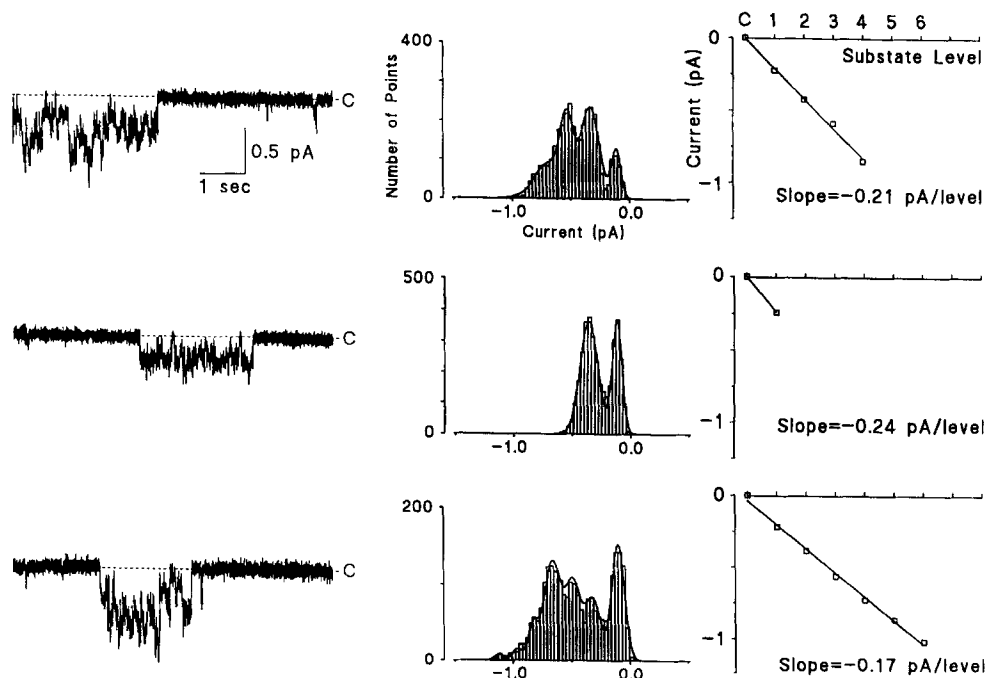 C
0.5 pA
1 sec
400
200
0
Number of Points
-1.0
0.0
Current (pA)
C 1 2 3 4 5 6
Substate Level
0
-1
Current (pA)
Slope=-0.21 pA/level
C
500
0
-1.0
0.0
0
-1
Slope=-0.24 pA/level
C
200
100
0
-1.0
0.0
0
-1
Slope=-0.17 pA/level